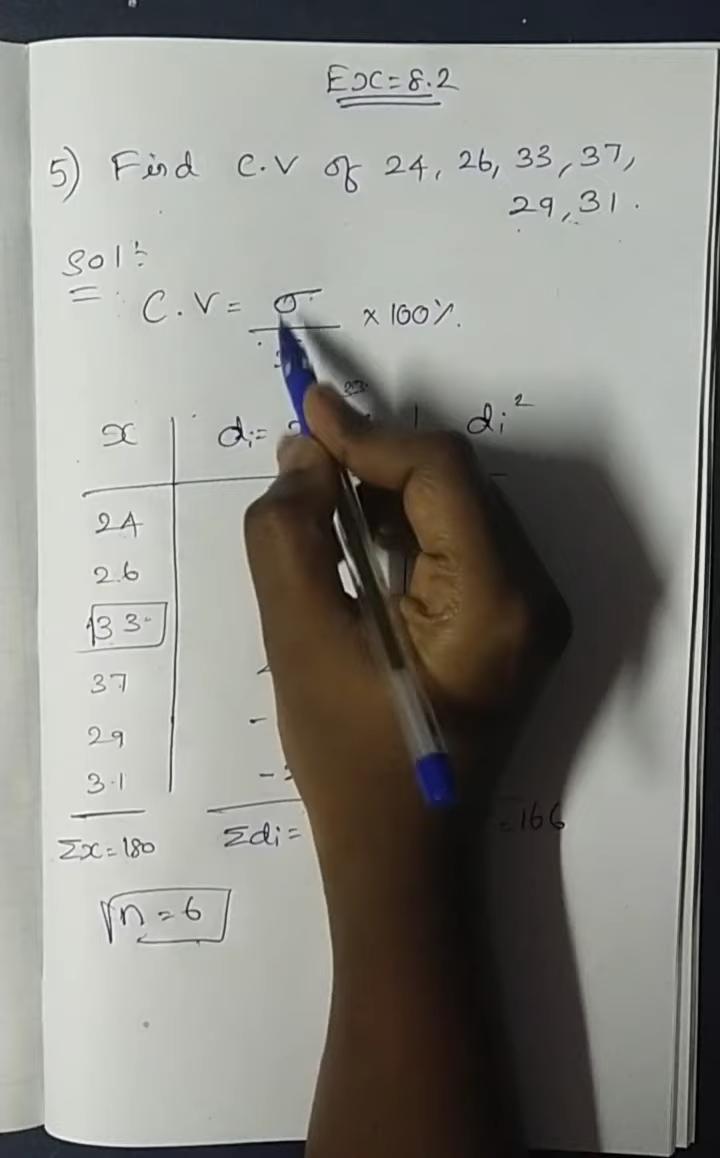 Ex = 8.2
5) Find C.V of 24, 26, 33, 37,
29, 31.
Sol:
C.V = σ × 100%.
x di = di²
24
26
33
37
29
31
Σx = 180 Σdi = = 166
n = 6